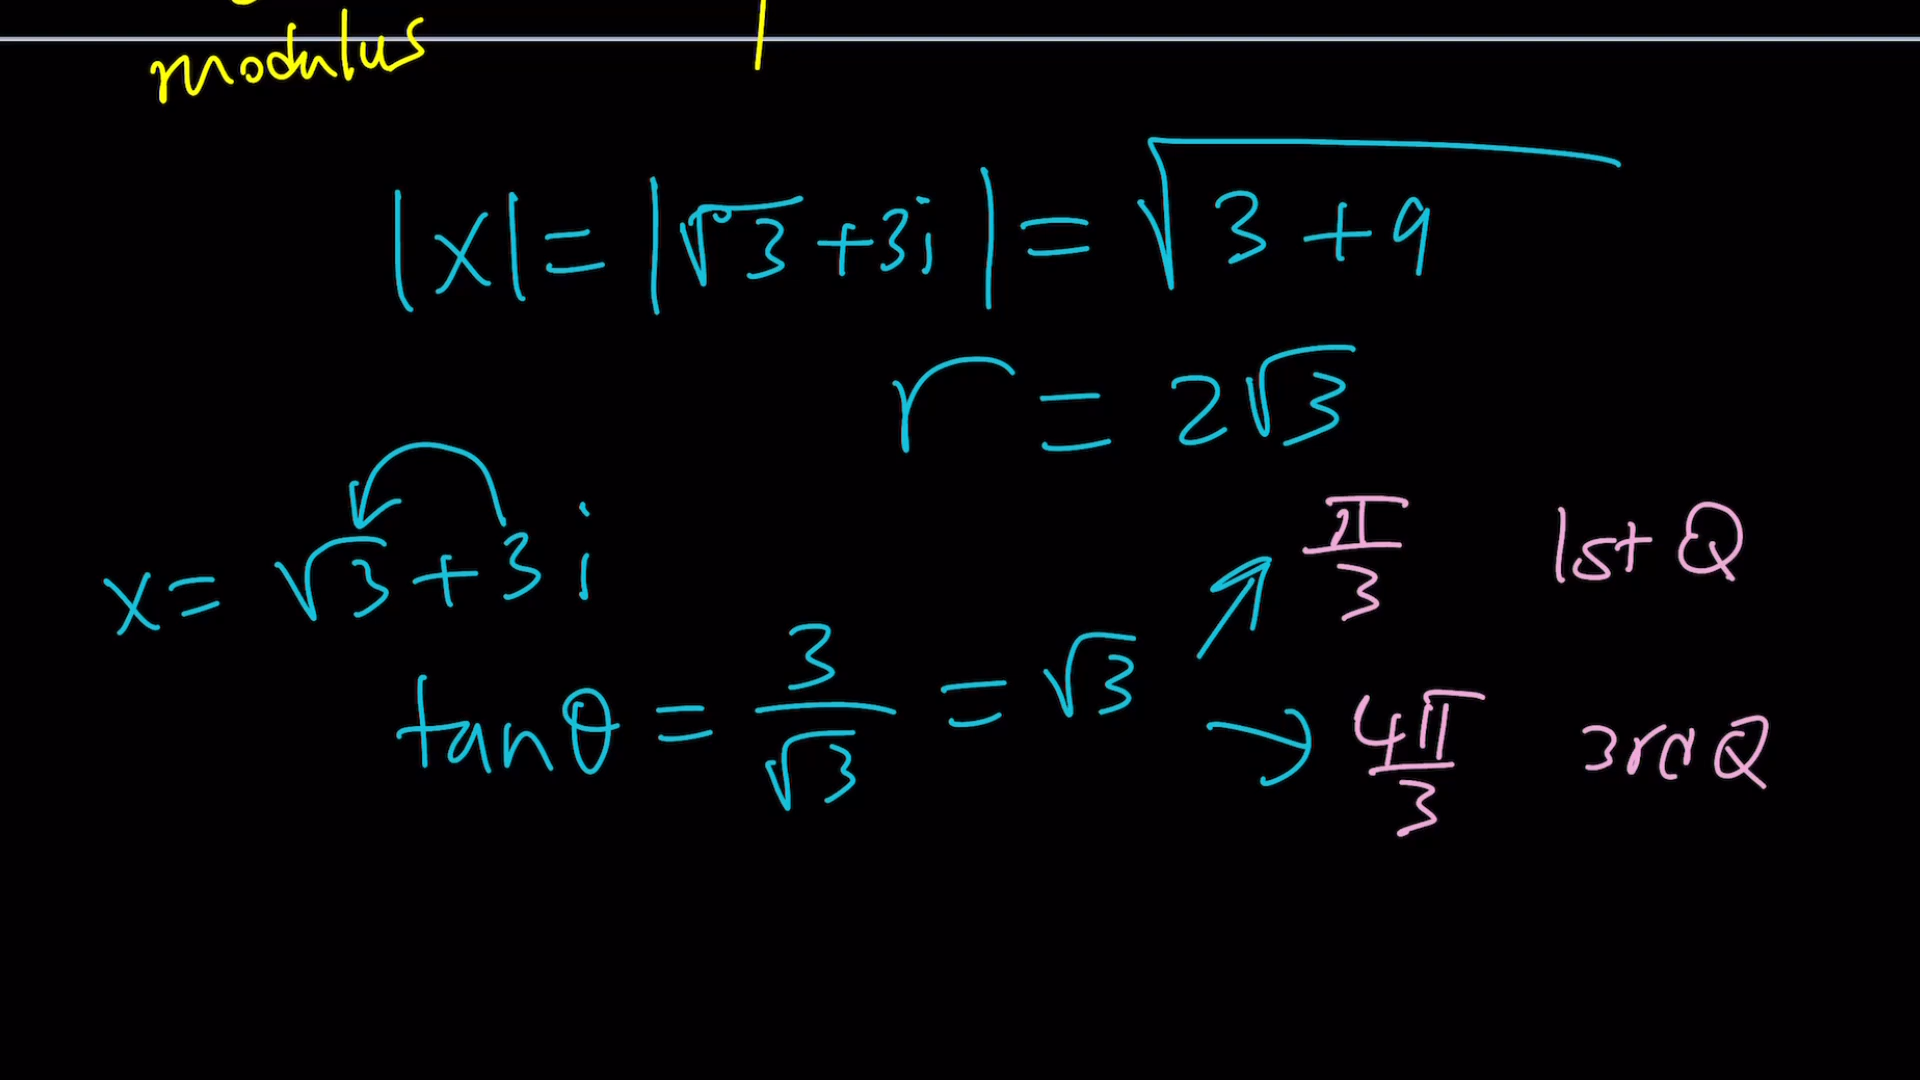 modulus
|x| = |√3 + 3i| = √(3 + 9)
r = 2√3
x = √3 + 3i
π/3 1st Q
tanθ = 3/√3 = √3
4π/3 3rd Q